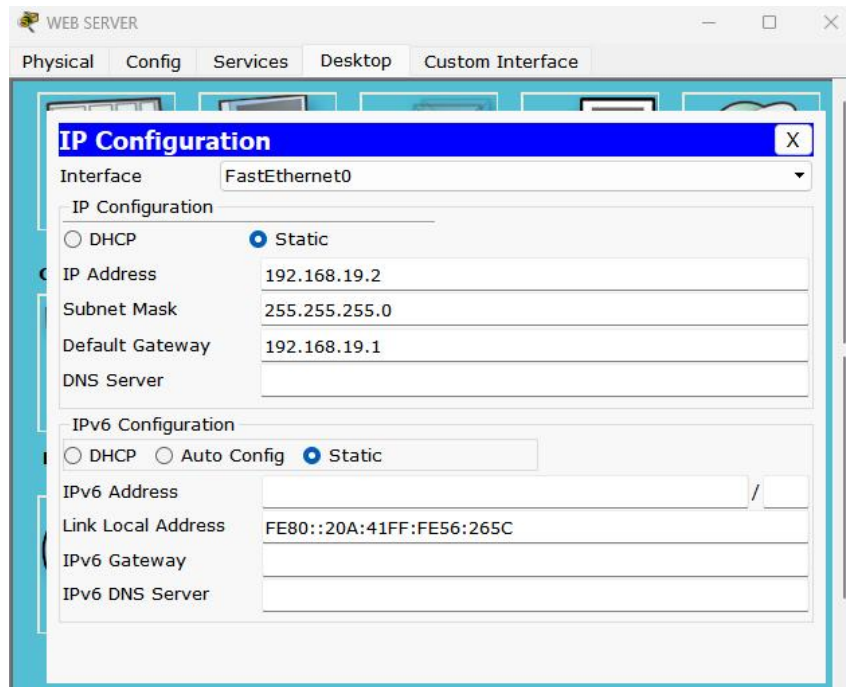 WEB SERVER
Physical Config Services Desktop Custom Interface
IP Configuration X
Interface FastEthernet0
IP Configuration
DHCP Static
IP Address 192.168.19.2
Subnet Mask 255.255.255.0
Default Gateway 192.168.19.1
DNS Server
IPv6 Configuration
DHCP Auto Config Static
IPv6 Address /
Link Local Address FE80::20A:41FF:FE56:265C
IPv6 Gateway
IPv6 DNS Server